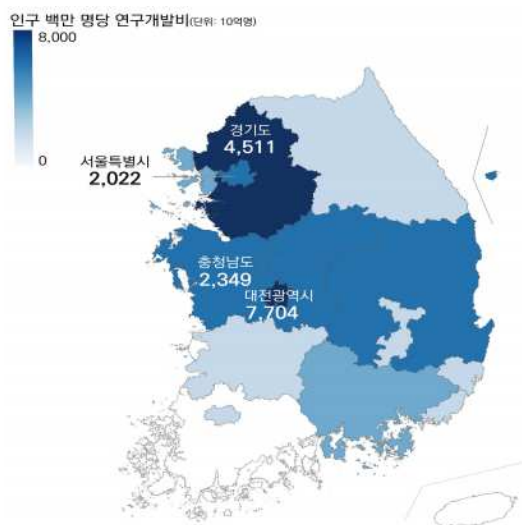 인구 백만 명당 연구개발비(단위: 10억명)
8,000
0
경기도
4,511
서울특별시
2,022
충청남도
2,349
대전광역시
7,704